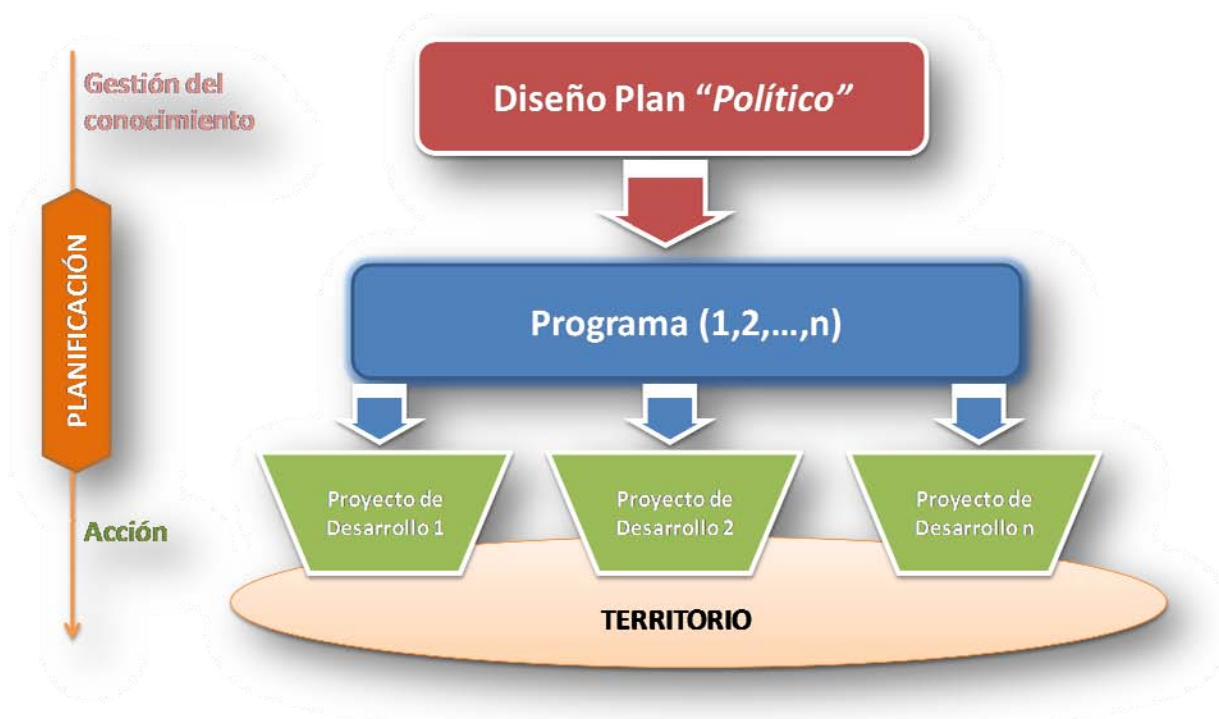 Gestión del
conocimiento
PLANIFICACIÓN
Acción
Diseño Plan “Político”
Programa (1,2,…,n)
Proyecto de
Desarrollo 1
Proyecto de
Desarrollo 2
Proyecto de
Desarrollo n
TERRITORIO